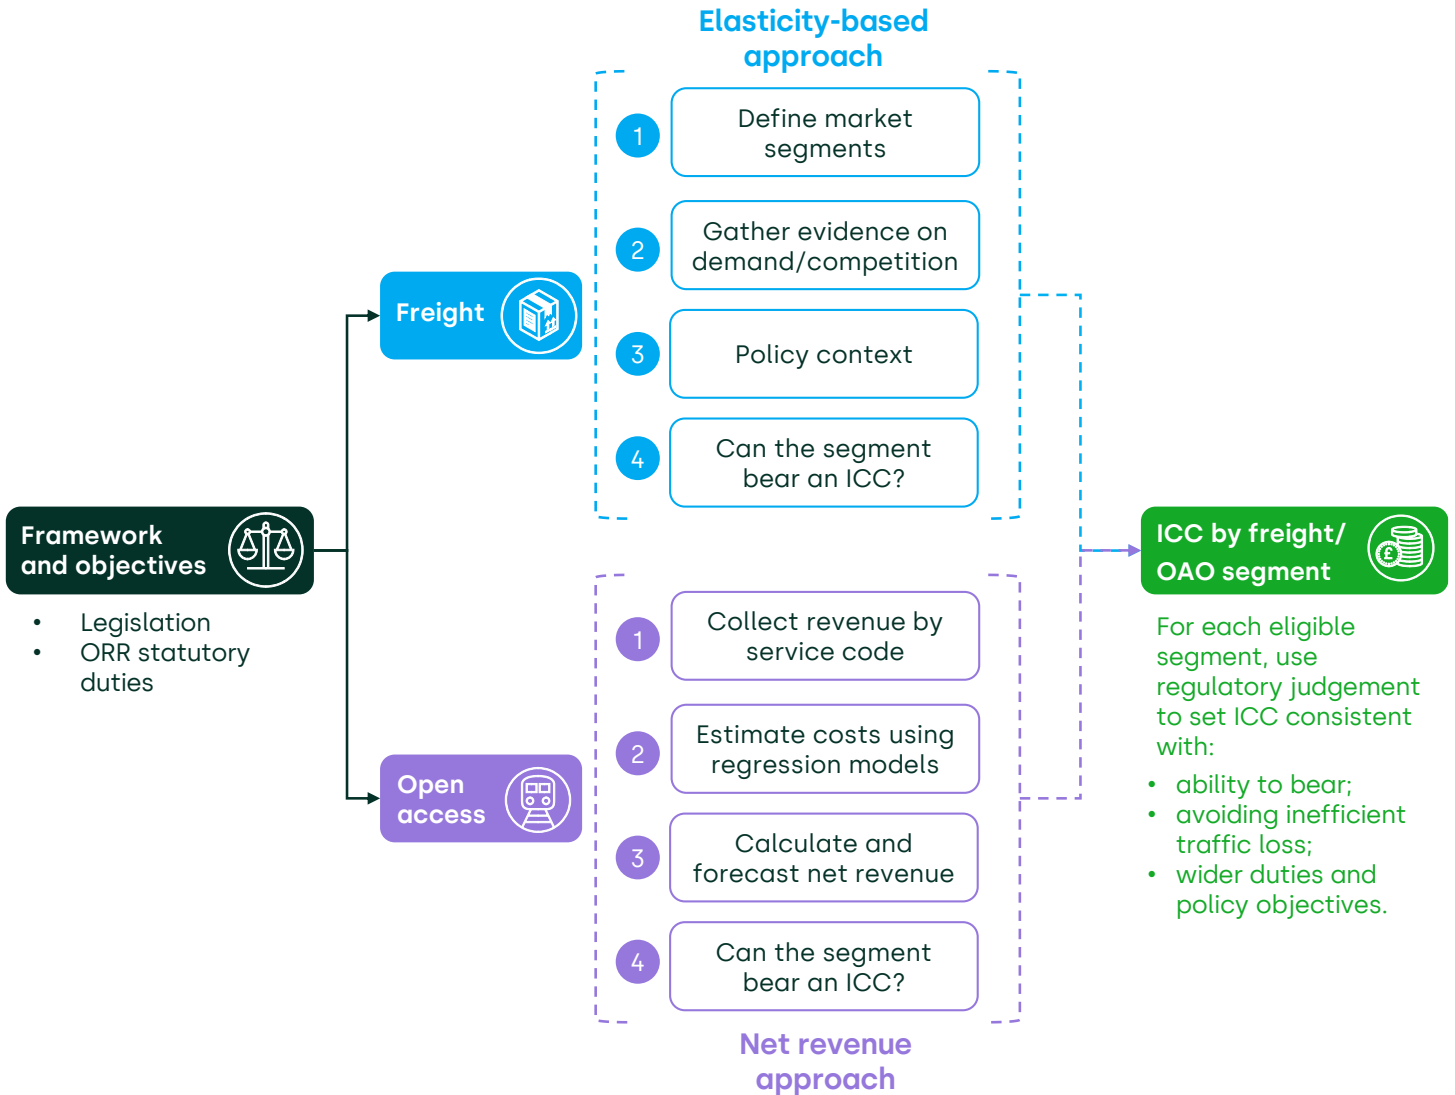 Elasticity-based
approach
1
Define market
segments
2
Gather evidence on
demand/competition
Freight
3
Policy context
4
Can the segment
bear an ICC?
Framework
and objectives
• Legislation
• ORR statutory
duties
ICC by freight/
OAO segment
For each eligible
segment, use
regulatory judgement
to set ICC consistent
with:
• ability to bear;
• avoiding inefficient
traffic loss;
• wider duties and
policy objectives.
£
1
Collect revenue by
service code
2
Estimate costs using
regression models
Open
access
3
Calculate and
forecast net revenue
4
Can the segment
bear an ICC?
Net revenue
approach